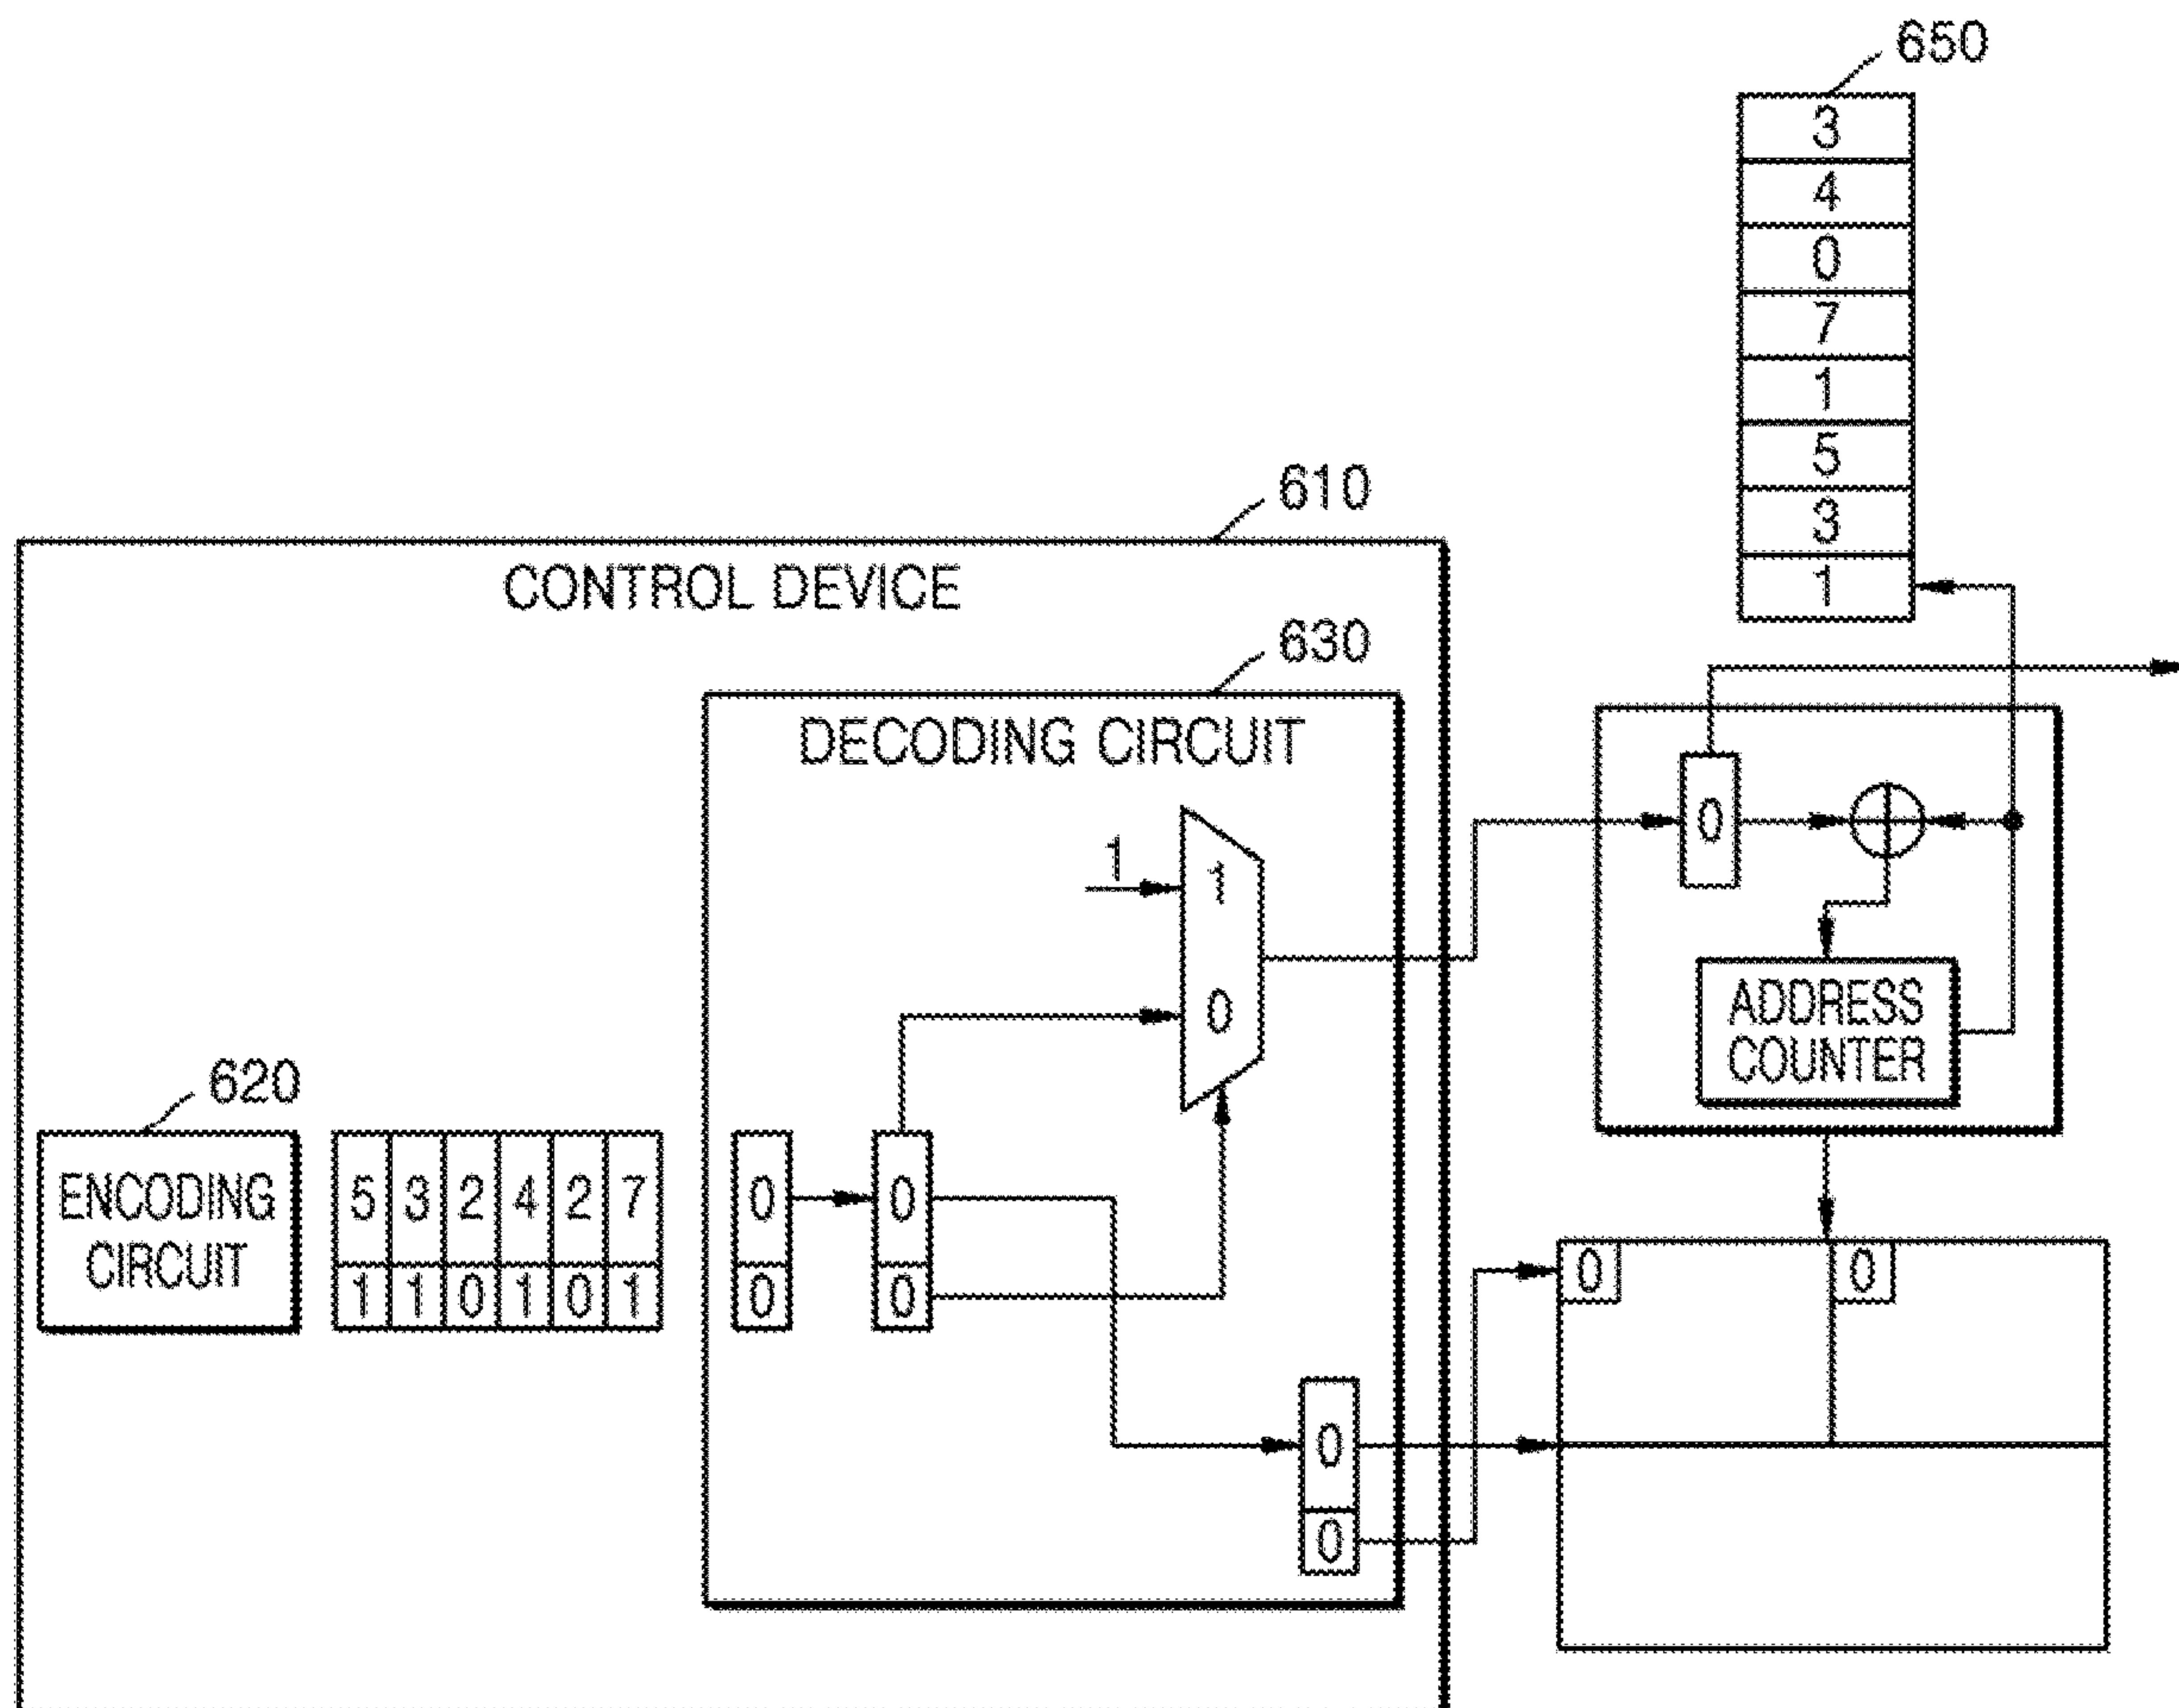 650
3
4
0
7
1
5
3
1
610
CONTROL DEVICE
630
DECODING CIRCUIT
1
1
0
0
ADDRESS
COUNTER
620
ENCODING
CIRCUIT
5 3 2 4 2 7
1 1 0 1 0 1
0 0
0 0
0 0
0
0